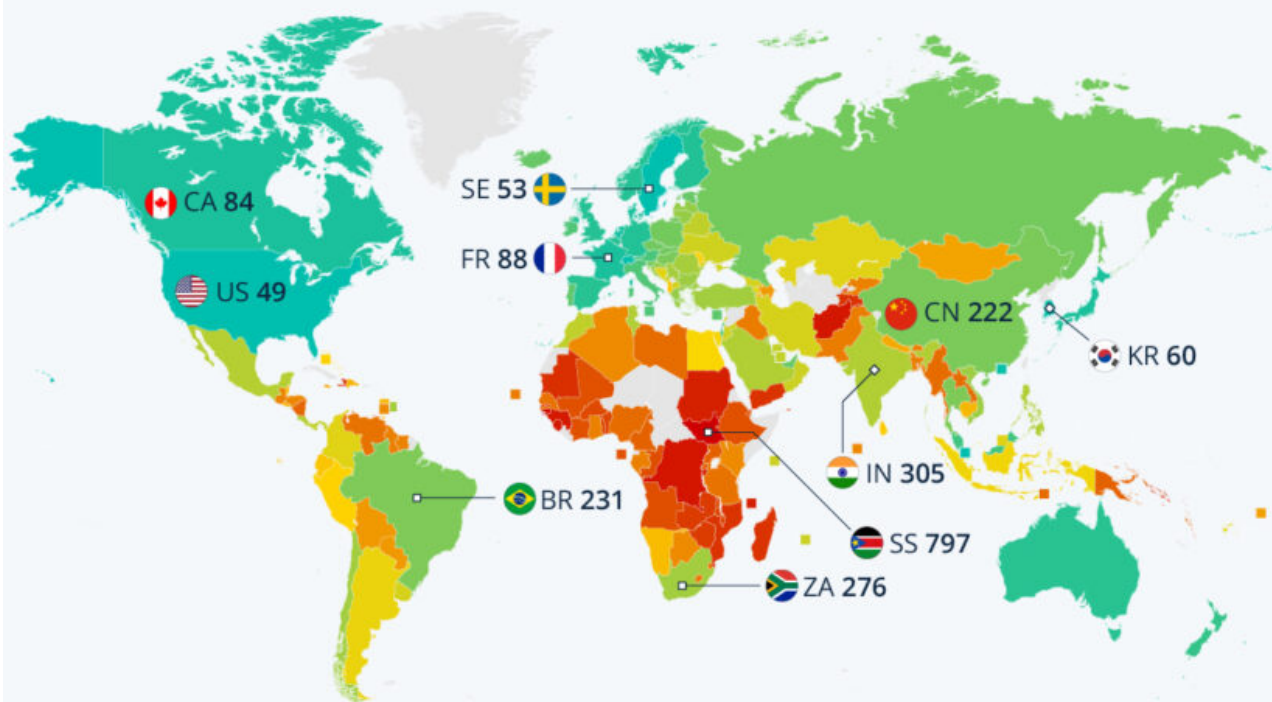 CA 84
SE 53
FR 88
US 49
CN 222
KR 60
IN 305
BR 231
SS 797
ZA 276